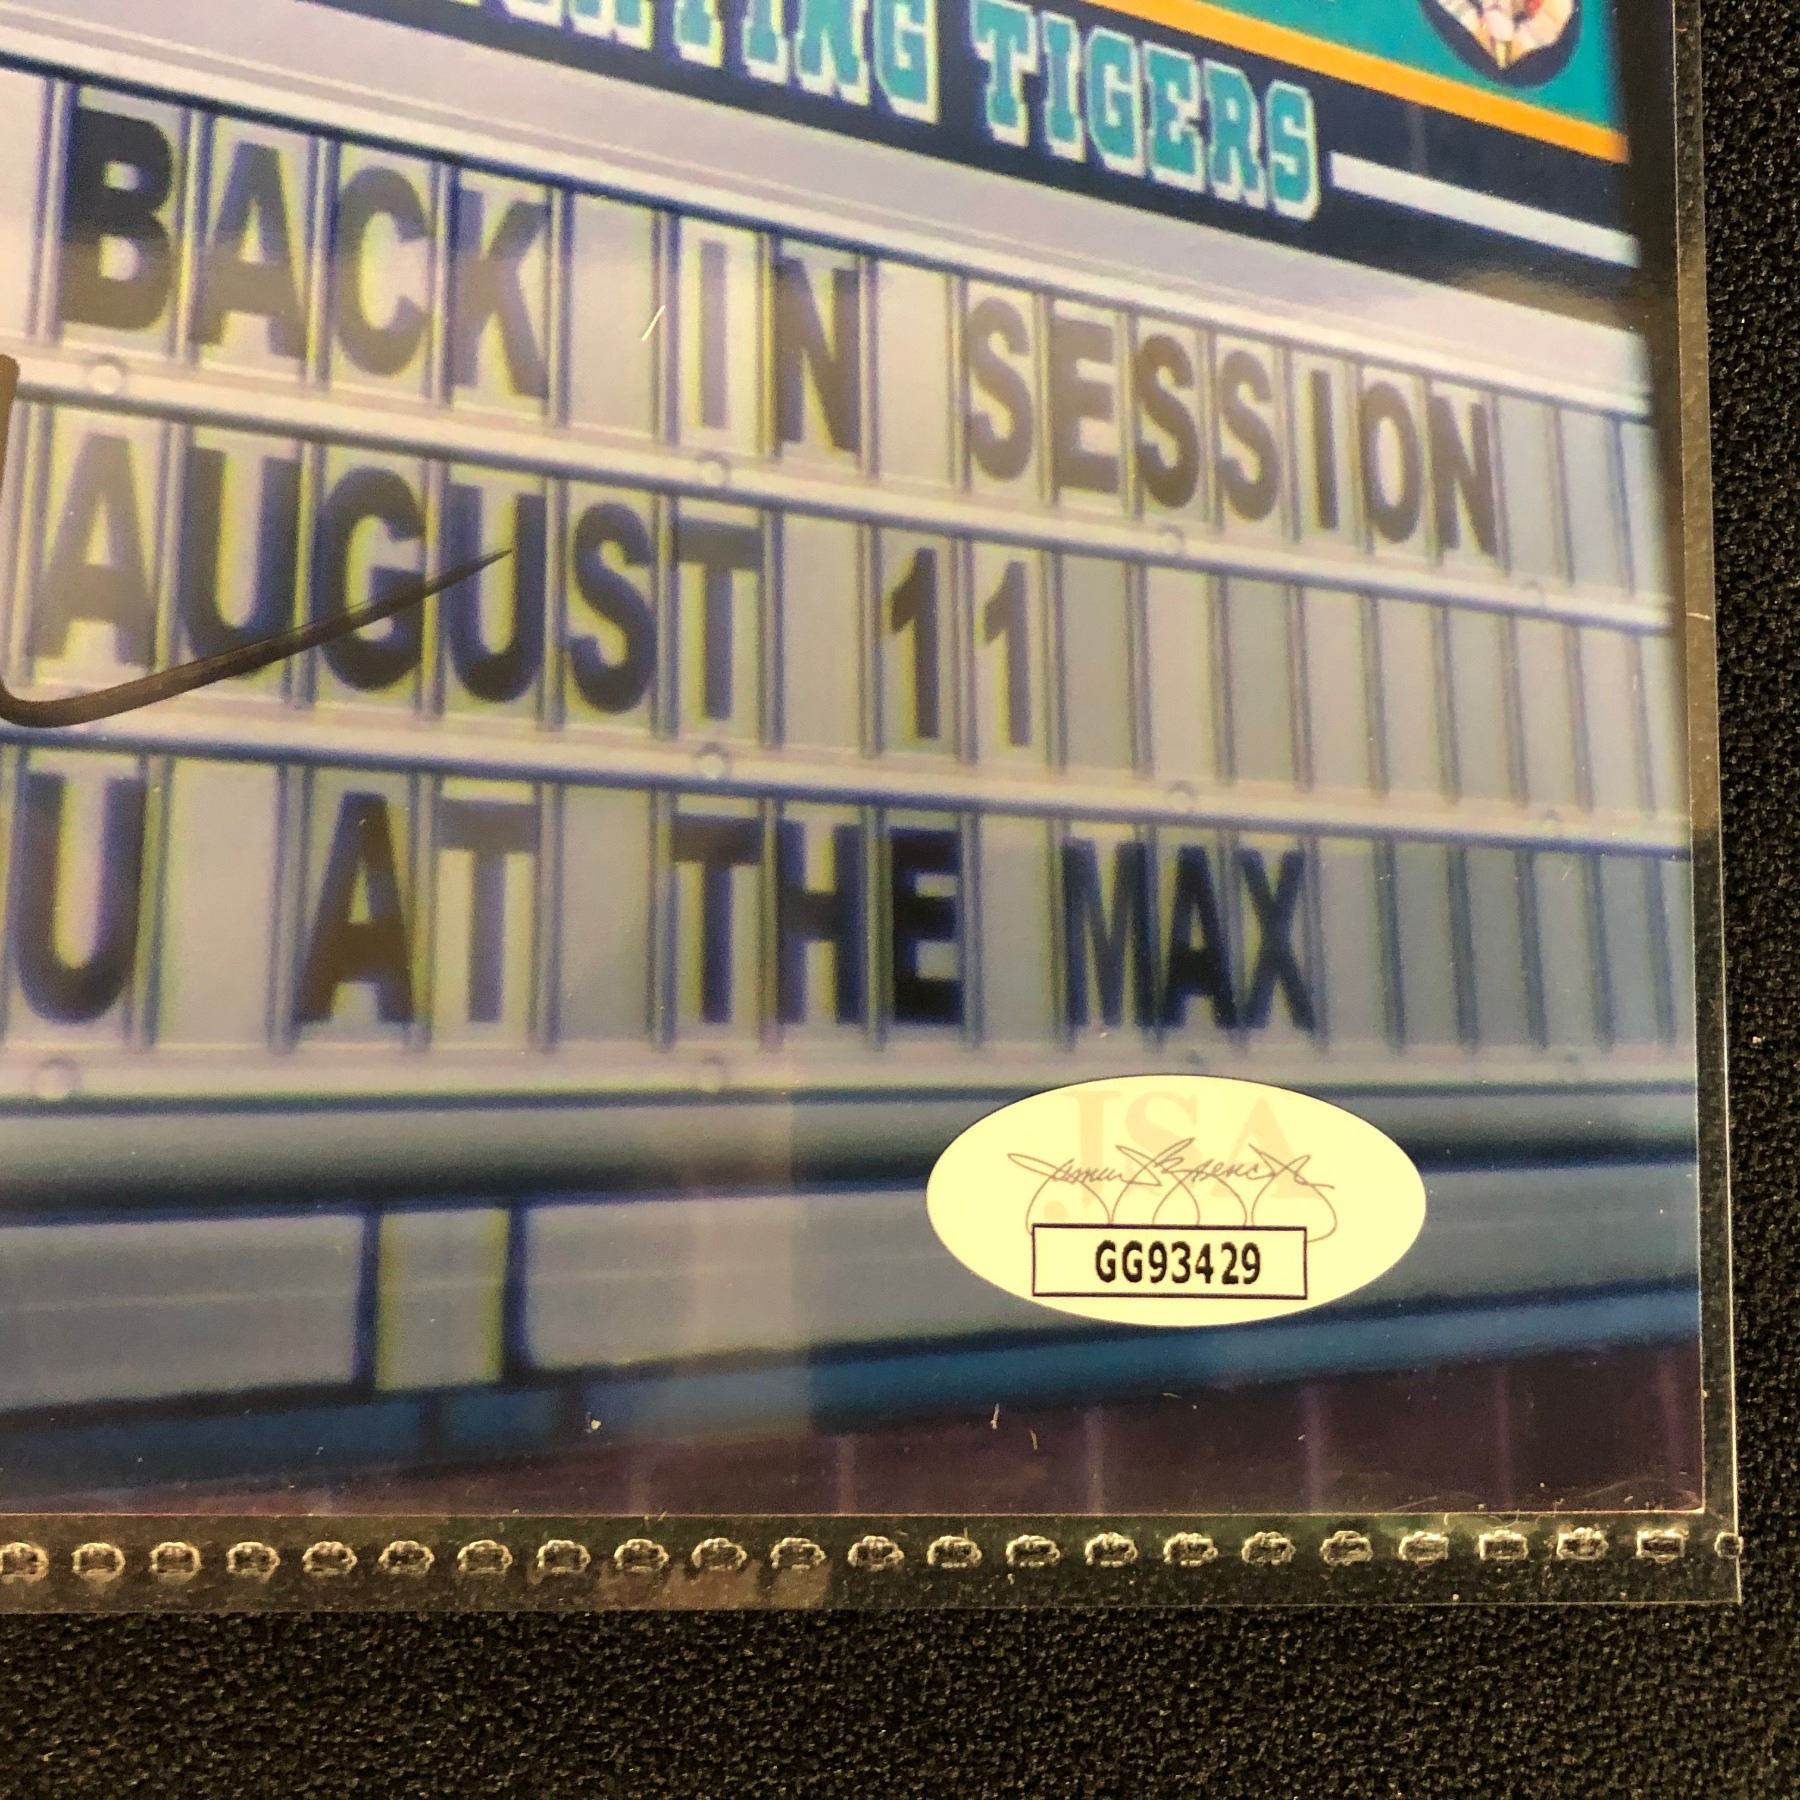 TIGERS
BACK IN SESSION
AUGUST 11
U AT THE MAX
JSA
GG93429